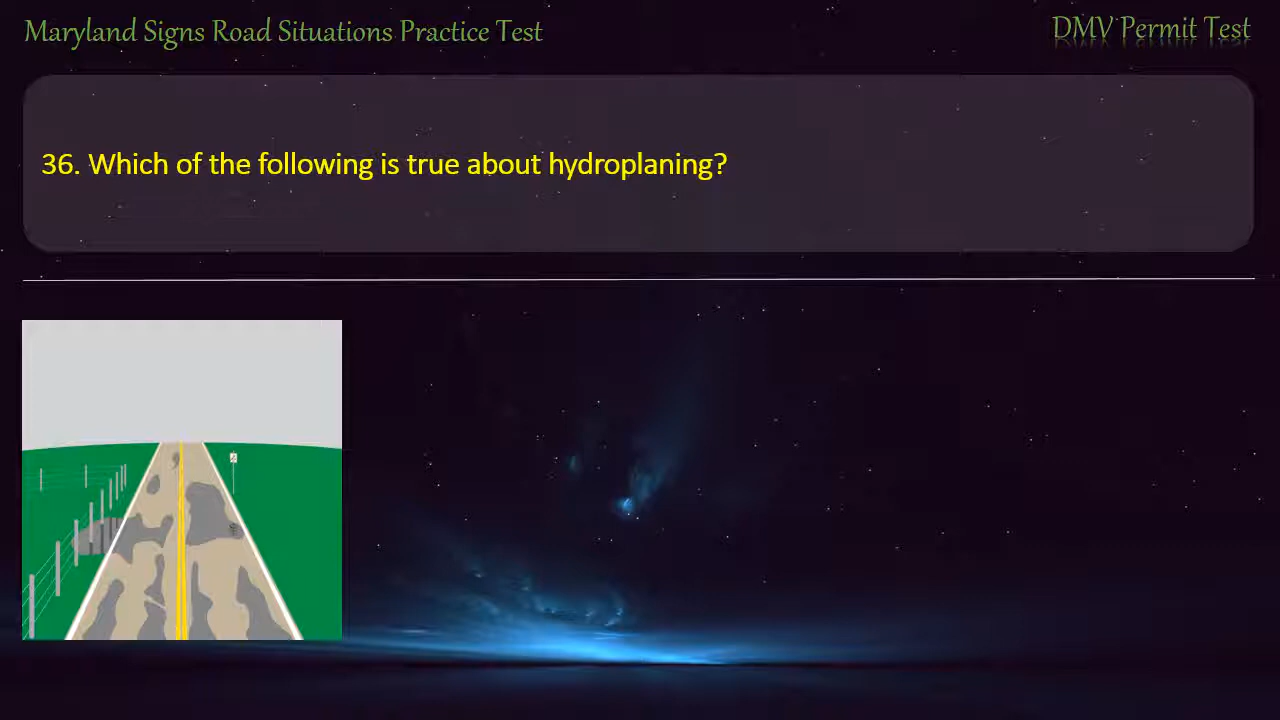 Maryland Signs Road Situations Practice Test
DMV Permit Test
36. Which of the following is true about hydroplaning?